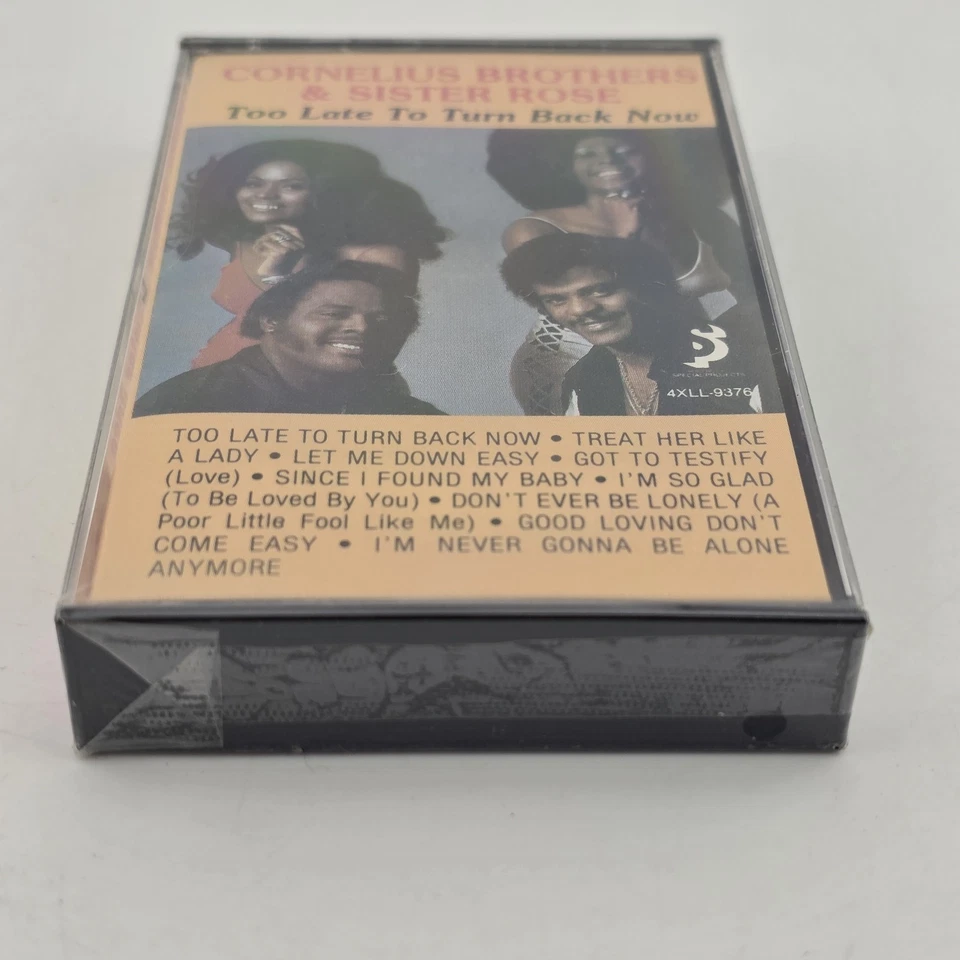 CORNELIUS BROTHERS
& SISTER ROSE
Too Late To Turn Back Now
SPECIAL PROJECTS
4XLL-9376
TOO LATE TO TURN BACK NOW • TREAT HER LIKE
A LADY • LET ME DOWN EASY • GOT TO TESTIFY
(Love) • SINCE I FOUND MY BABY • I'M SO GLAD
(To Be Loved By You) • DON'T EVER BE LONELY (A
Poor Little Fool Like Me) • GOOD LOVING DON'T
COME EASY • I'M NEVER GONNA BE ALONE
ANYMORE